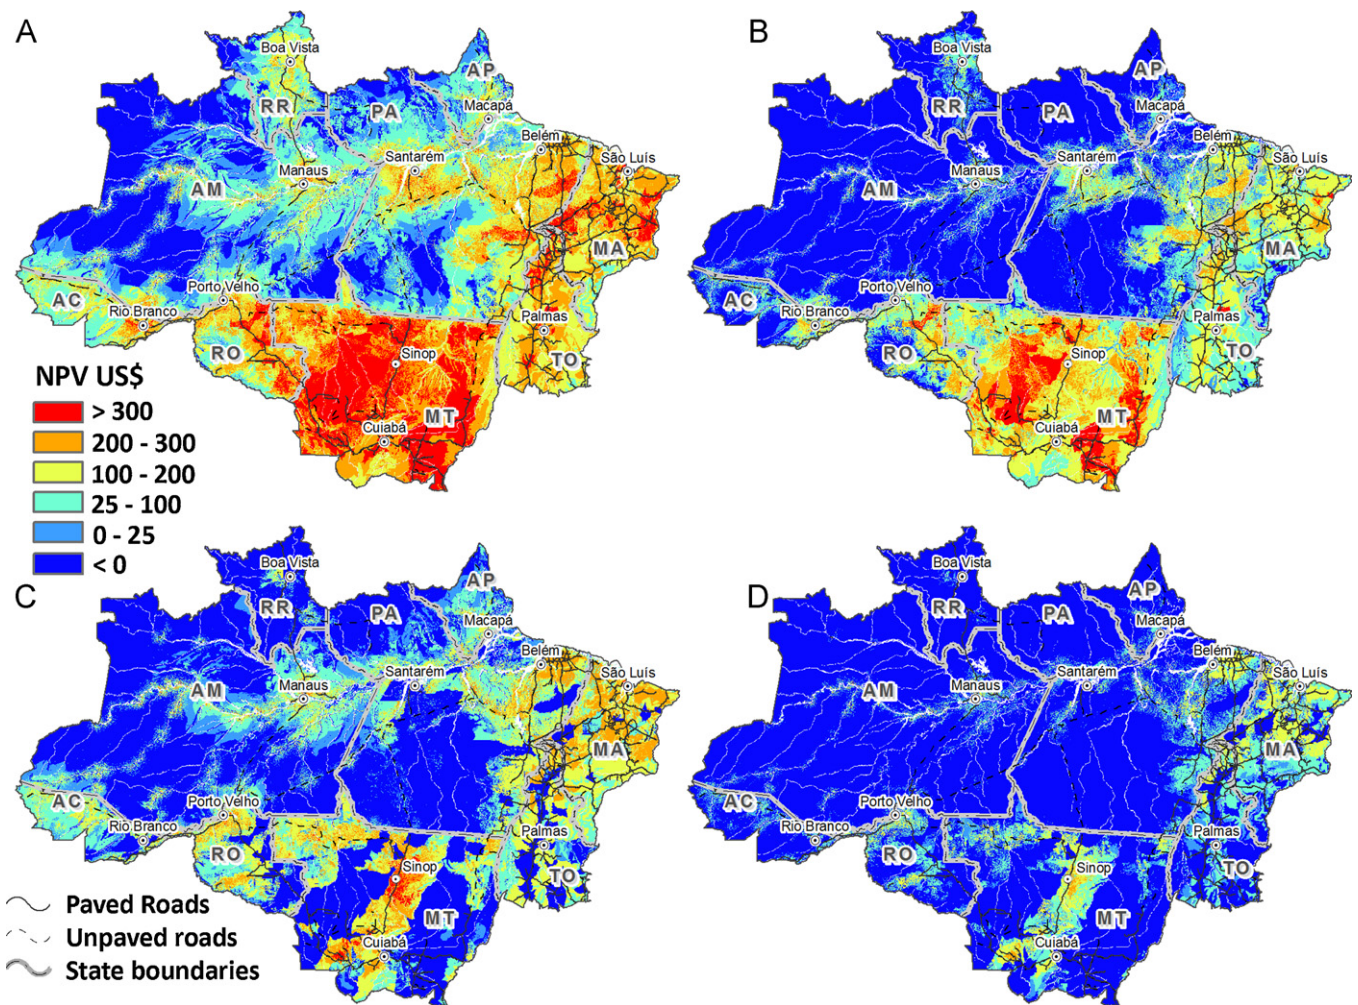 A
Boa Vista
RR
PA
AP
Macapá
Belém
Santarém
São Luís
Manaus
AM
MA
Porto Velho
AC
Rio Branco
Palmas
RO
Sinop
TO
MT
Cuiabá
NPV US$
> 300
200 - 300
100 - 200
25 - 100
0 - 25
< 0
B
Boa Vista
RR
PA
AP
Macapá
Belém
Santarém
São Luís
Manaus
AM
MA
Porto Velho
AC
Rio Branco
Palmas
RO
Sinop
TO
MT
Cuiabá
C
Boa Vista
RR
PA
AP
Macapá
Belém
Santarém
São Luís
Manaus
AM
MA
Porto Velho
AC
Rio Branco
Palmas
RO
Sinop
TO
MT
Cuiabá
Paved Roads
Unpaved roads
State boundaries
D
Boa Vista
RR
PA
AP
Macapá
Belém
Santarém
São Luís
Manaus
AM
MA
Porto Velho
AC
Rio Branco
Palmas
RO
Sinop
TO
MT
Cuiabá